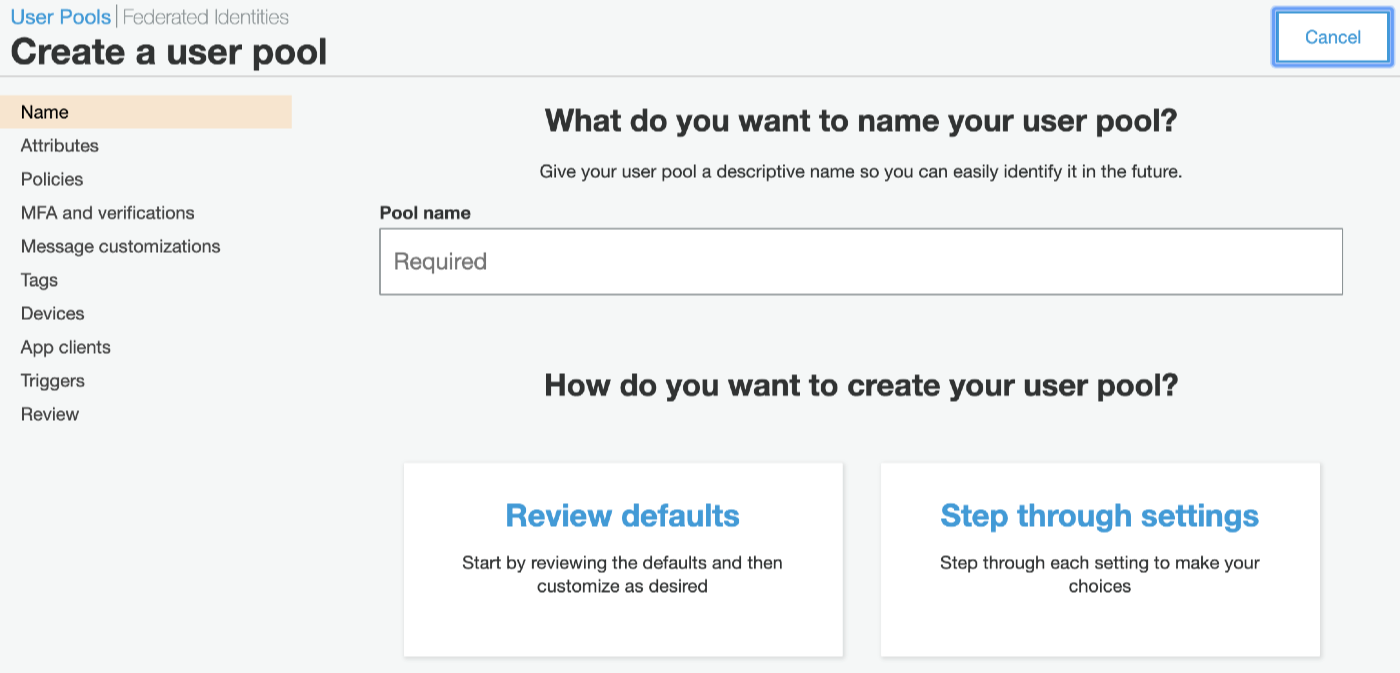 User Pools | Federated Identities
Create a user pool
Cancel
Name
Attributes
Policies
MFA and verifications
Message customizations
Tags
Devices
App clients
Triggers
Review
What do you want to name your user pool?
Give your user pool a descriptive name so you can easily identify it in the future.
Pool name
Required
How do you want to create your user pool?
Review defaults
Start by reviewing the defaults and then
customize as desired
Step through settings
Step through each setting to make your
choices